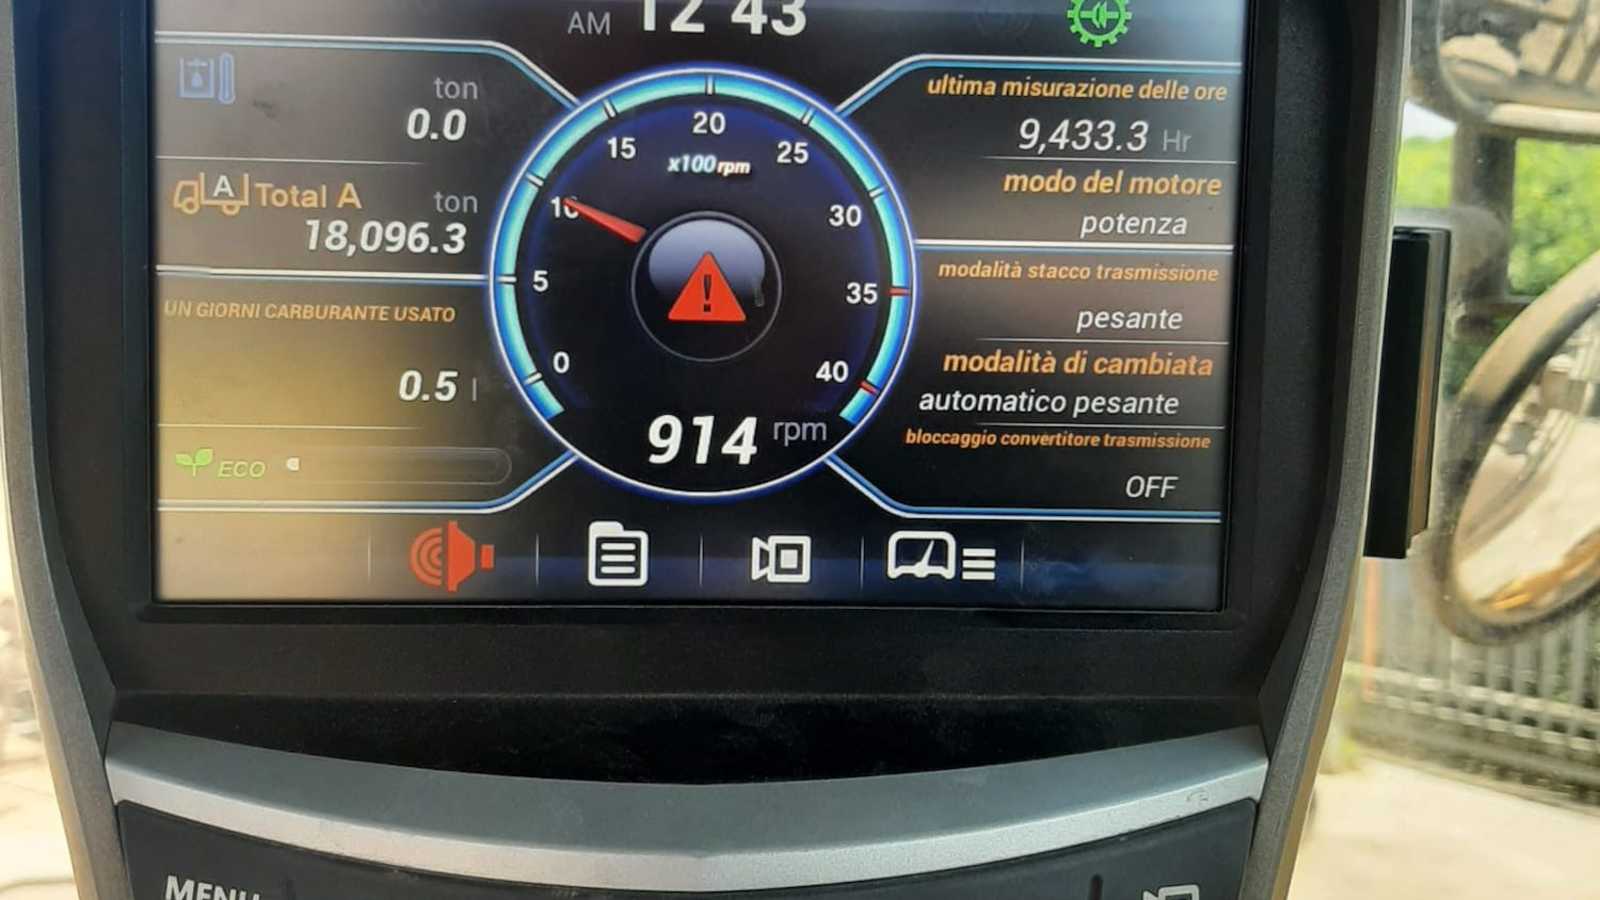 AM 12 43
ton
0.0
A Total A ton
18,096.3
UN GIORNI CARBURANTE USATO
0.5 l
ECO
20
15
25
x100rpm
10
30
5
35
0
40
914 rpm
ultima misurazione delle ore
9,433.3 Hr
modo del motore
potenza
modalità stacco trasmissione
pesante
modalità di cambiata
automatico pesante
bloccaggio convertitore trasmissione
OFF
MENU